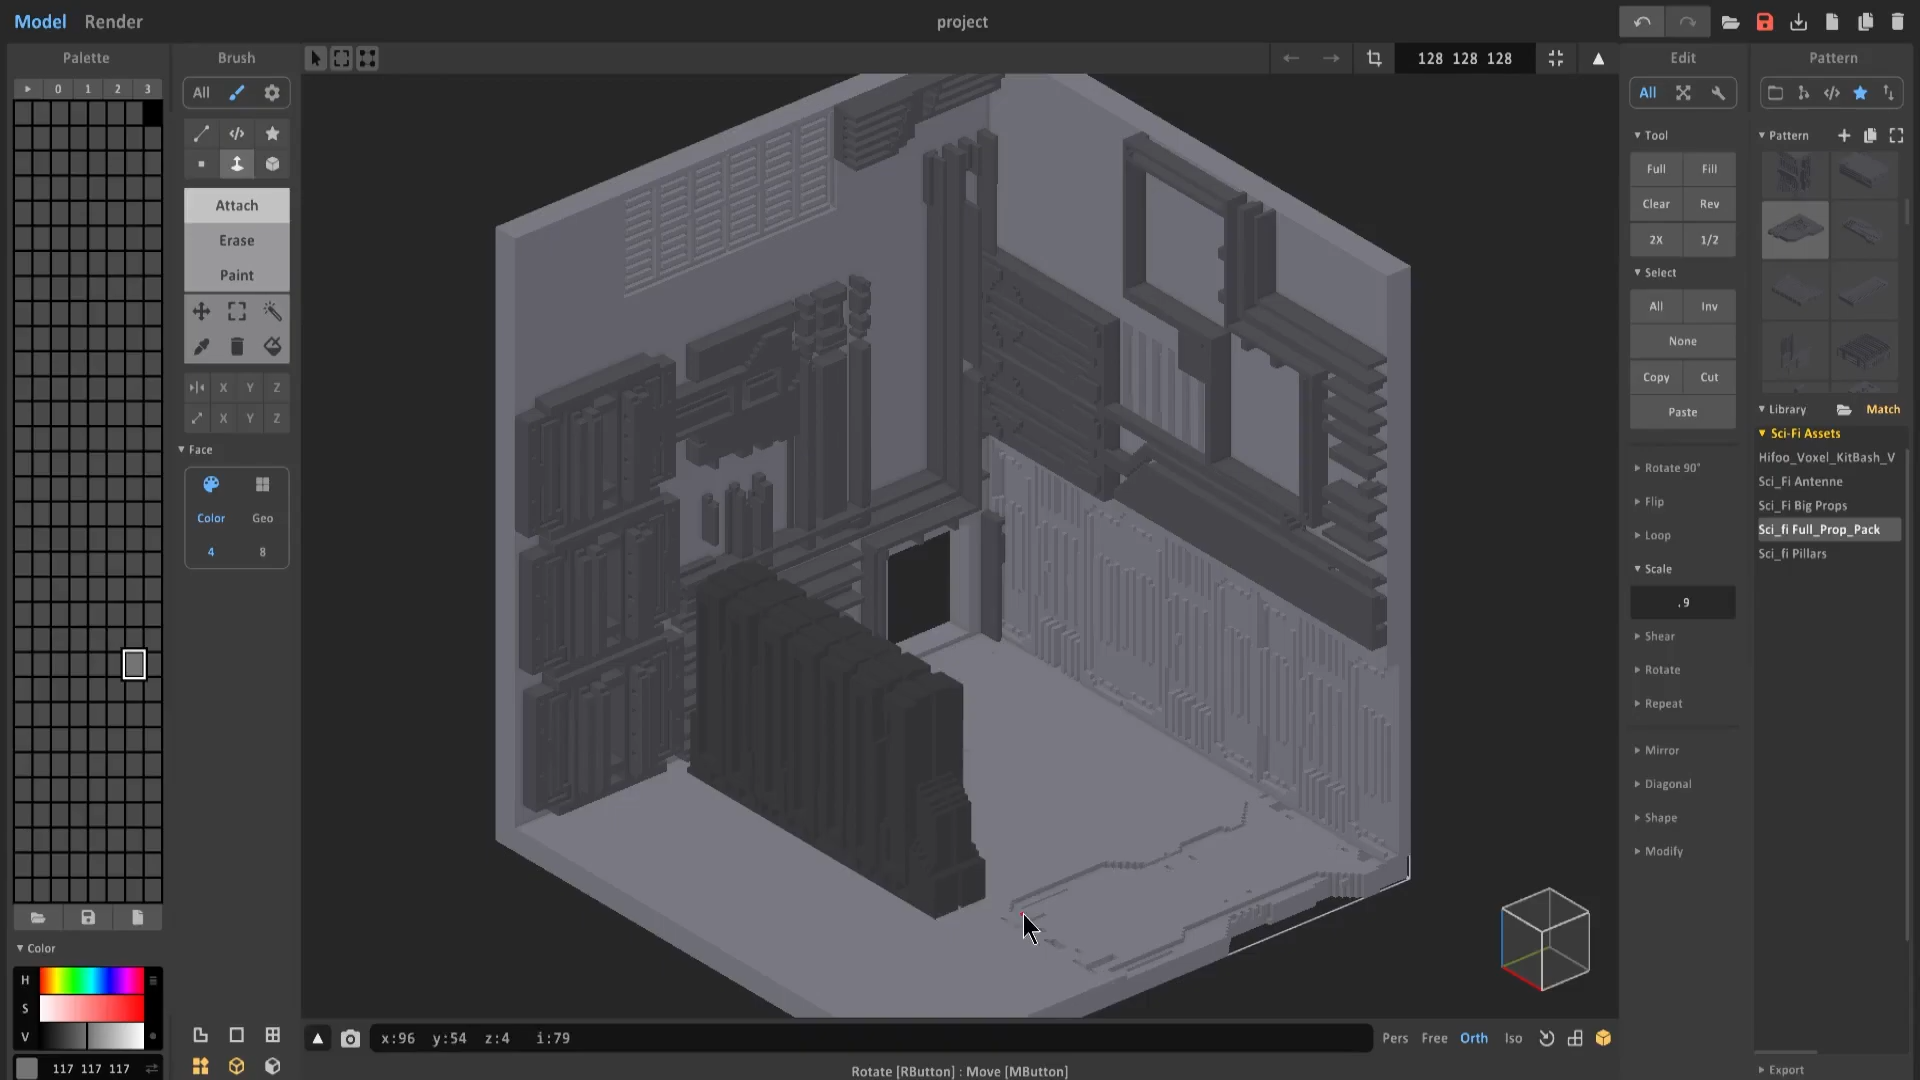 Model Render project
Palette Brush 128 128 128 Edit Pattern
0 1 2 3 All All
Tool Pattern
Full Fill
Clear Rev
Attach
Erase 2X 1/2
Paint Select
All Inv
None
X Y Z Copy Cut
X Y Z Paste Library Match
Face Sci-Fi Assets
Hifoo_Voxel_KitBash_V
Rotate 90° Sci_Fi Antenne
Flip Sci_Fi Big Props
Color Geo Loop Sci_fi Full_Prop_Pack
4 8 Scale Sci_fi Pillars
.9
Shear
Rotate
Repeat
Mirror
Diagonal
Shape
Modify
Color
H
S
V x:96 y:54 z:4 i:79 Pers Free Orth Iso
117 117 117 Rotate [RButton] : Move [MButton] Export